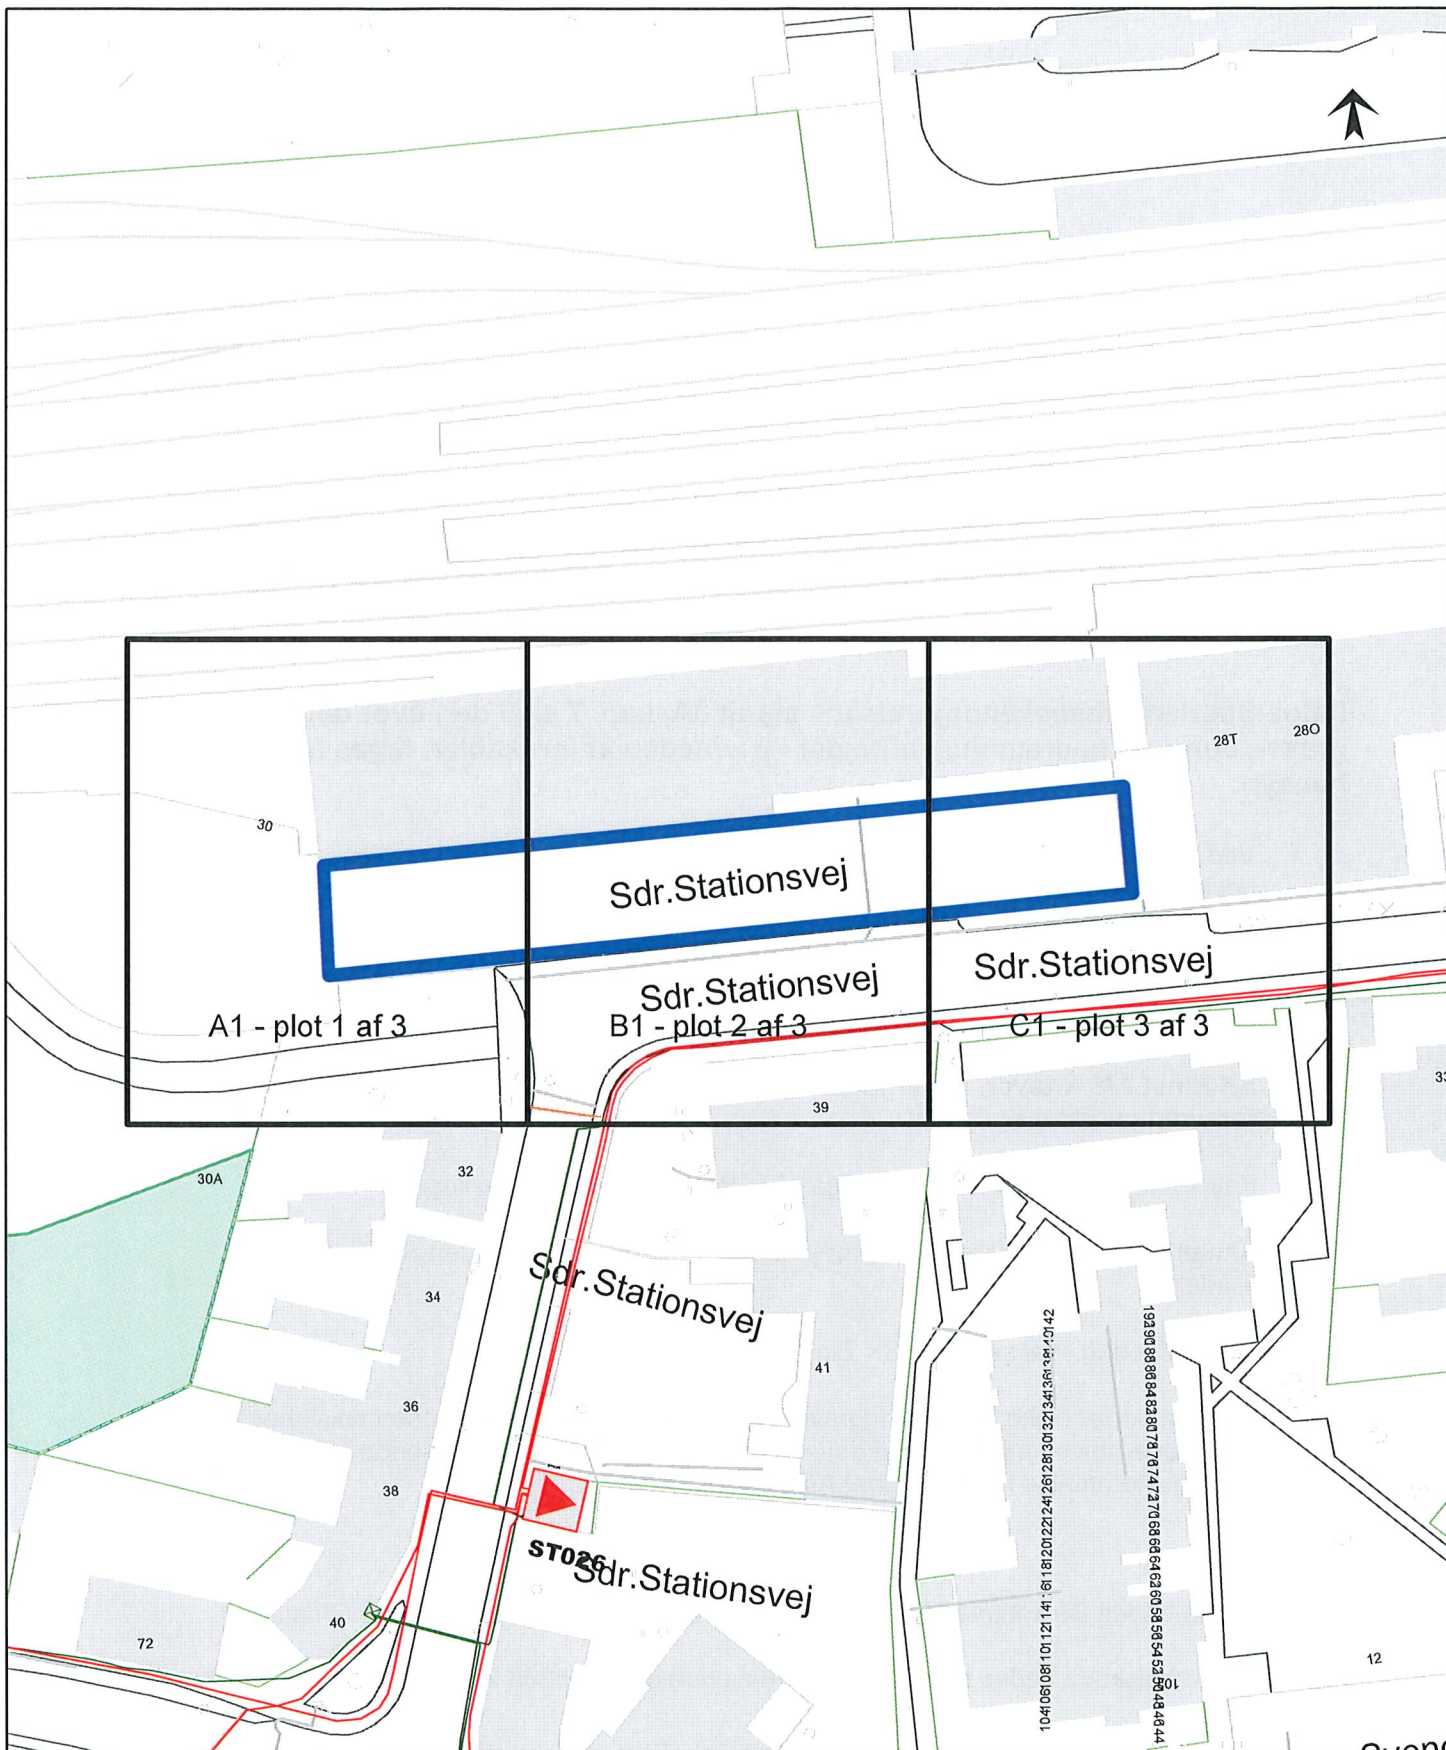 28T
28O
30
Sdr.Stationsvej
Sdr.Stationsvej
Sdr.Stationsvej
A1 - plot 1 af 3
B1 - plot 2 af 3
C1 - plot 3 af 3
39
32
30A
Sdr.Stationsvej
34
41
36
38
ST026
Sdr.Stationsvej
40
72
12